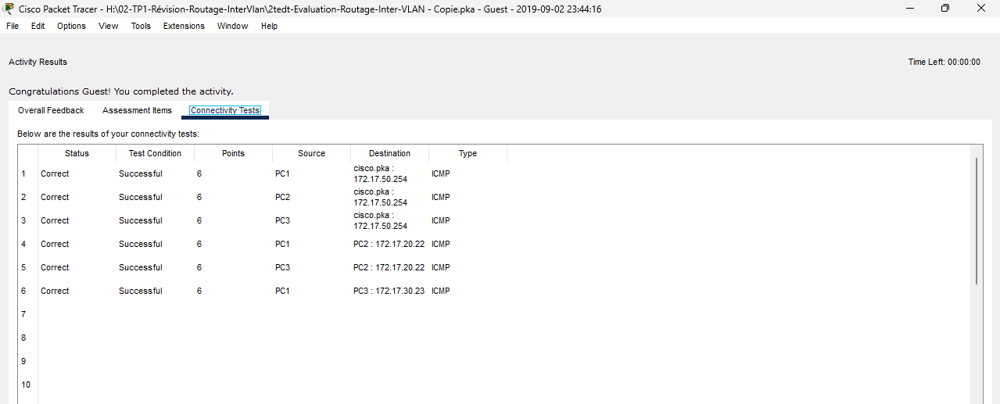 Cisco Packet Tracer - H:\02-TP1-Révision-Routage-InterVlan\2tedt-Evaluation-Routage-Inter-VLAN - Copie.pka - Guest - 2019-09-02 23:44:16
File Edit Options View Tools Extensions Window Help
Activity Results Time Left: 00:00:00
Congratulations Guest! You completed the activity.
Overall Feedback Assessment Items Connectivity Tests
Below are the results of your connectivity tests:
Status Test Condition Points Source Destination Type
1 Correct Successful 6 PC1 cisco.pka : 172.17.50.254 ICMP
2 Correct Successful 6 PC2 cisco.pka : 172.17.50.254 ICMP
3 Correct Successful 6 PC3 cisco.pka : 172.17.50.254 ICMP
4 Correct Successful 6 PC1 PC2 : 172.17.20.22 ICMP
5 Correct Successful 6 PC3 PC2 : 172.17.20.22 ICMP
6 Correct Successful 6 PC1 PC3 : 172.17.30.23 ICMP
7
8
9
10